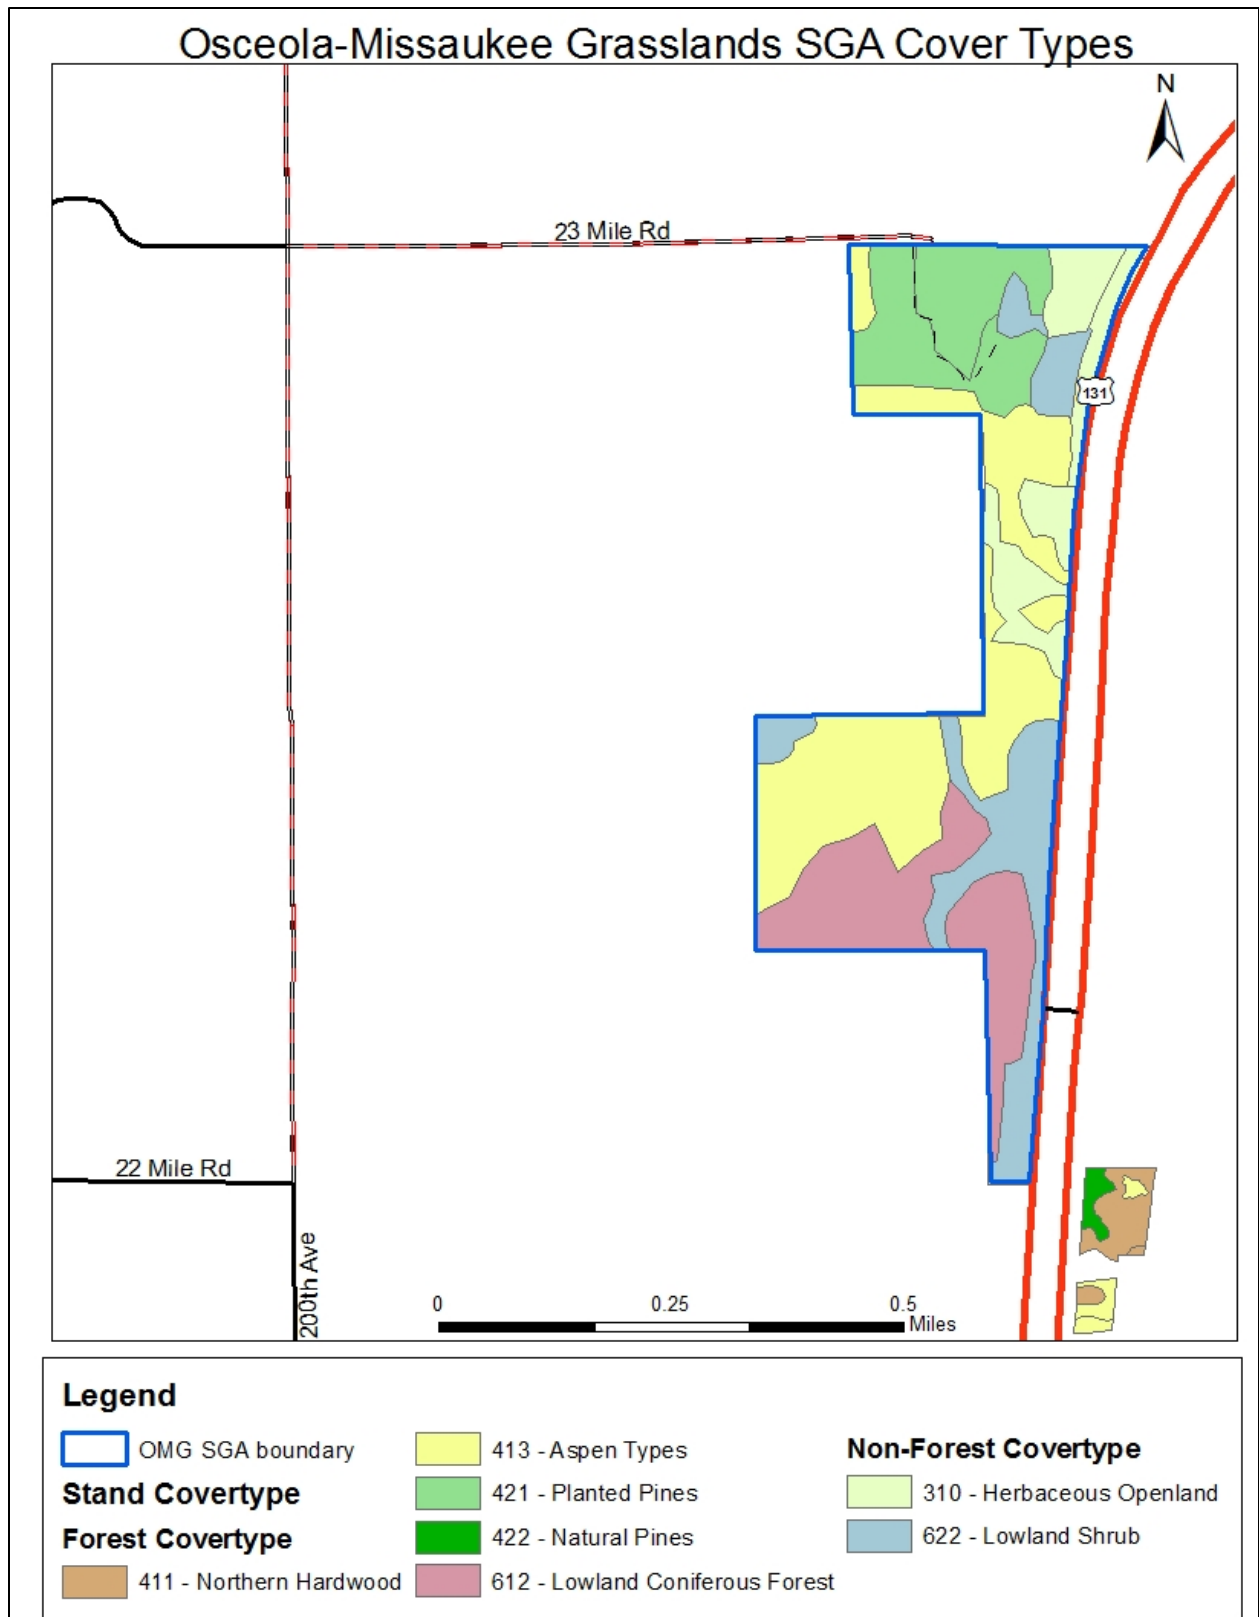 Osceola-Missaukee Grasslands SGA Cover Types
N
23 Mile Rd
131
22 Mile Rd
200th Ave
0 0.25 0.5
Miles
Legend
OMG SGA boundary
Stand Covertype
Forest Covertype
411 - Northern Hardwood
413 - Aspen Types
421 - Planted Pines
422 - Natural Pines
612 - Lowland Coniferous Forest
Non-Forest Covertype
310 - Herbaceous Openland
622 - Lowland Shrub